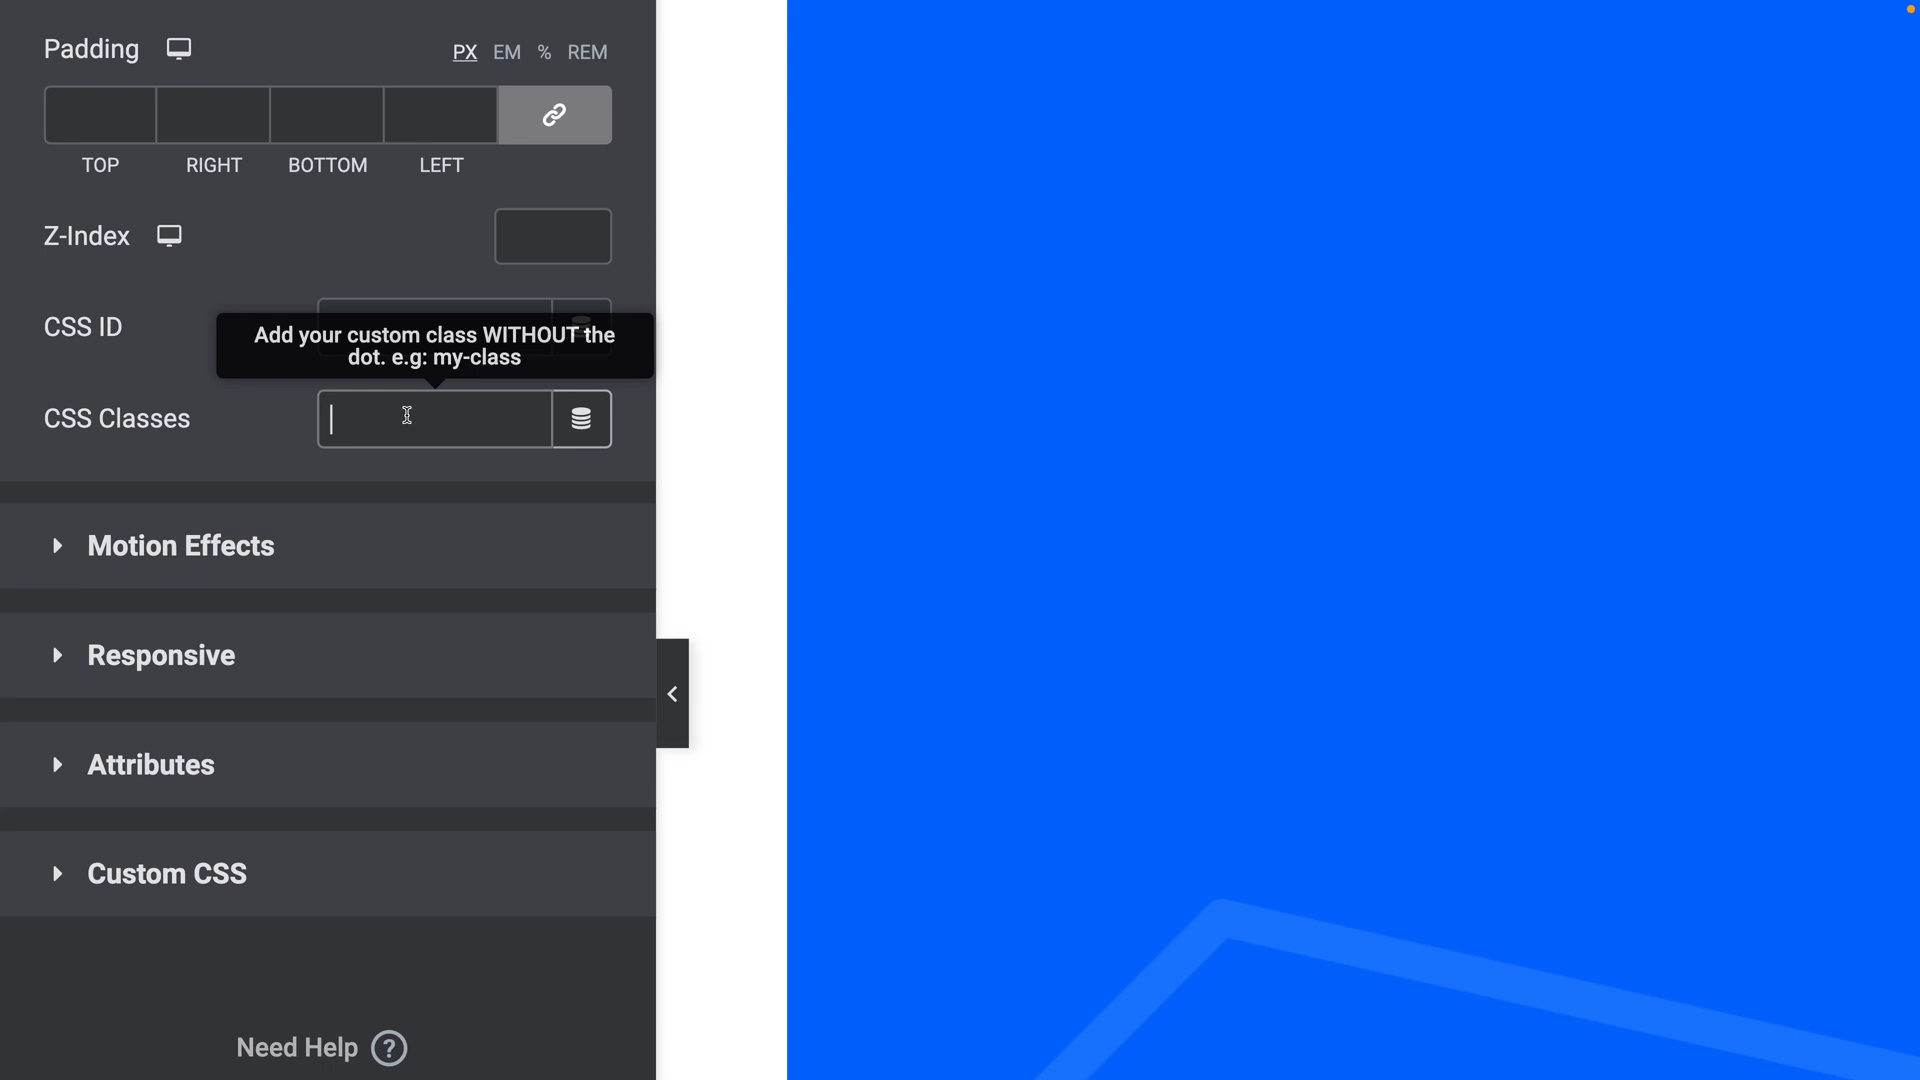 Padding PX EM % REM
TOP RIGHT BOTTOM LEFT
Z-Index
CSS ID
Add your custom class WITHOUT the
dot. e.g: my-class
CSS Classes
Motion Effects
Responsive
Attributes
Custom CSS
Need Help ?